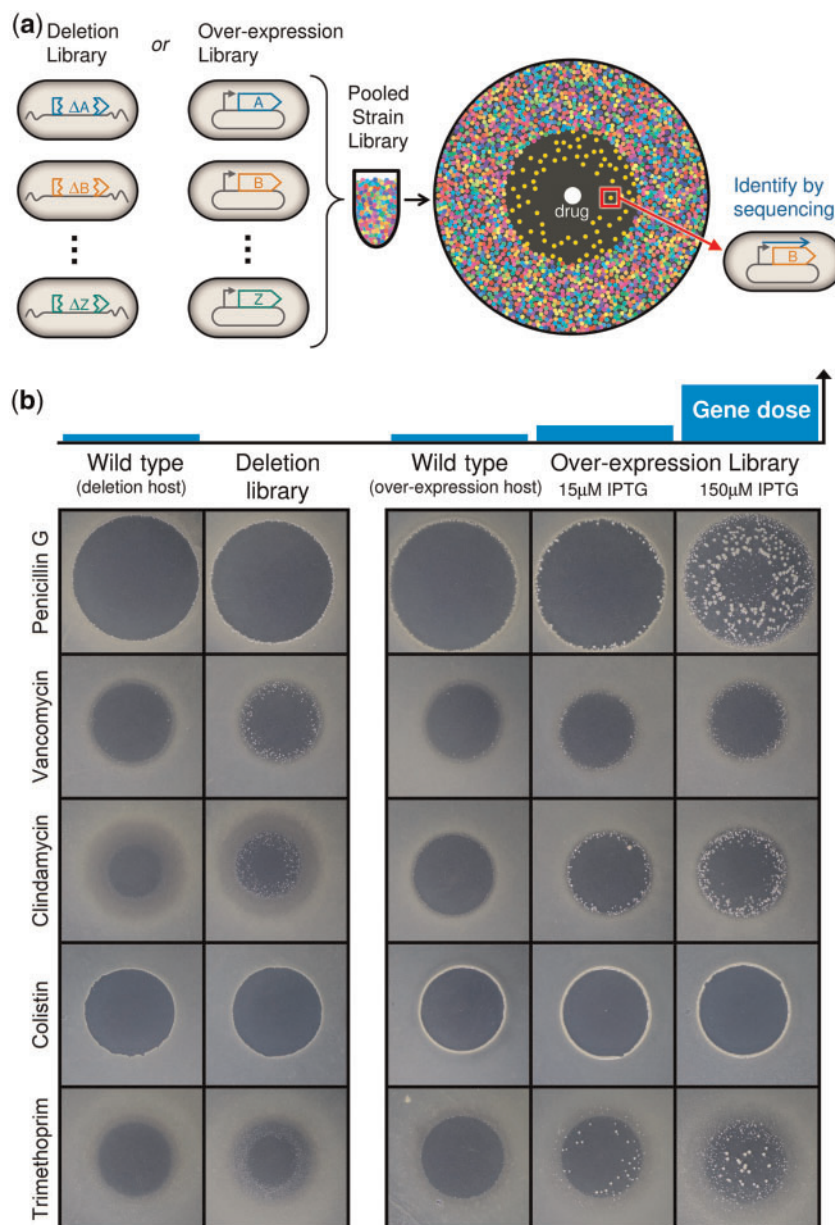 (a)
Deletion
Library
or
Over-expression
Library
ΔA
A
ΔB
B
ΔZ
Z
Pooled
Strain
Library
drug
Identify by
sequencing
B
(b)
Gene dose
Wild type
(deletion host)
Deletion
library
Wild type
(over-expression host)
Over-expression Library
15μM IPTG
150μM IPTG
Penicillin G
Vancomycin
Clindamycin
Colistin
Trimethoprim